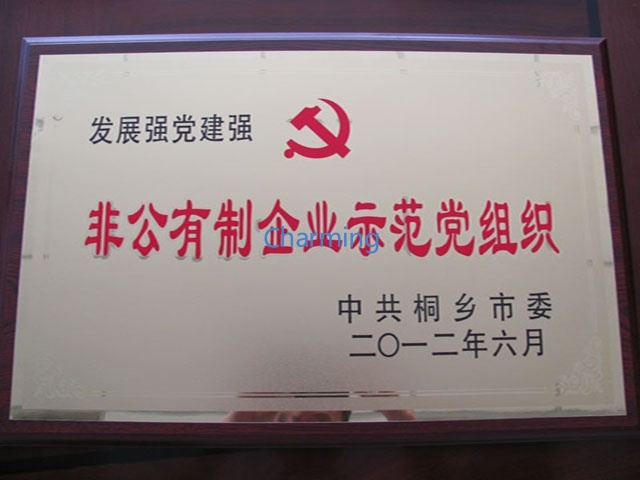 发展强党建强
非公有制企业示范党组织
Charming
中共桐乡市委
二〇一二年六月